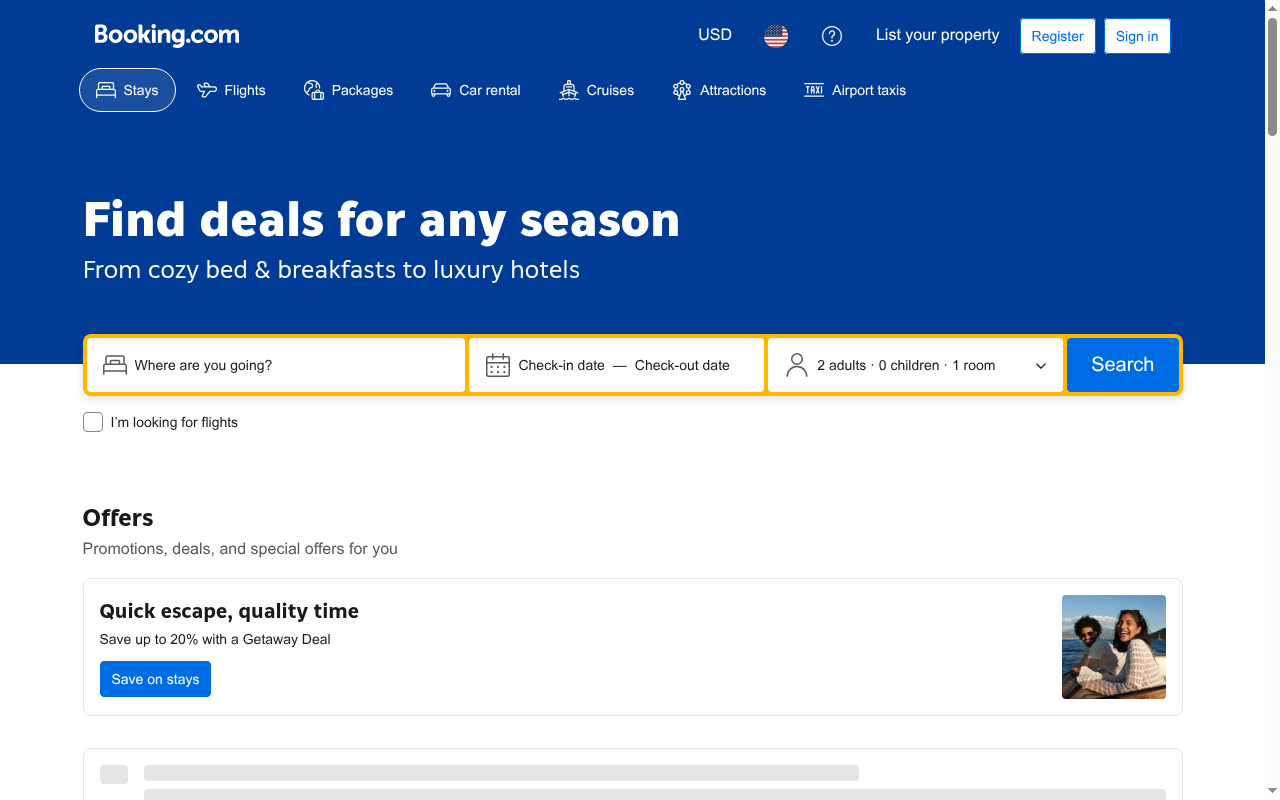 Booking.com
USD
List your property
Register
Sign in
Stays
Flights
Packages
Car rental
Cruises
Attractions
TAXI Airport taxis
Find deals for any season
From cozy bed & breakfasts to luxury hotels
Where are you going?
Check-in date — Check-out date
2 adults · 0 children · 1 room
Search
I'm looking for flights
Offers
Promotions, deals, and special offers for you
Quick escape, quality time
Save up to 20% with a Getaway Deal
Save on stays